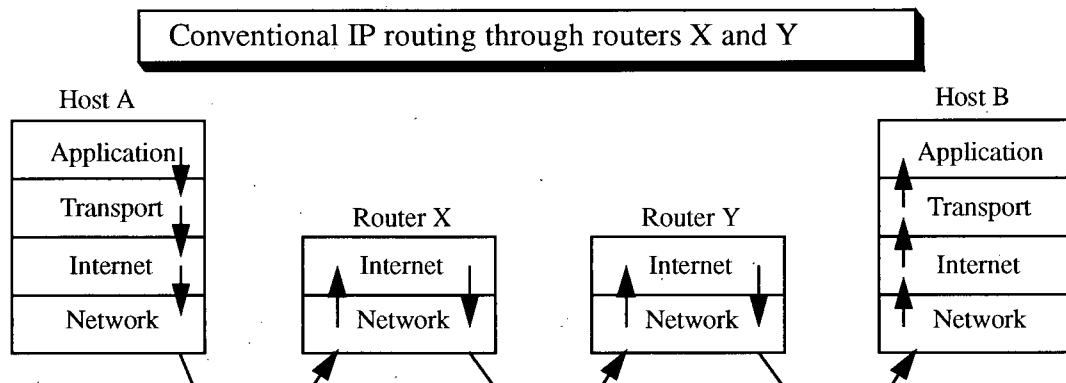 Conventional IP routing through routers X and Y
Host A
Application
Transport
Internet
Network
Router X
Internet
Network
Router Y
Internet
Network
Host B
Application
Transport
Internet
Network